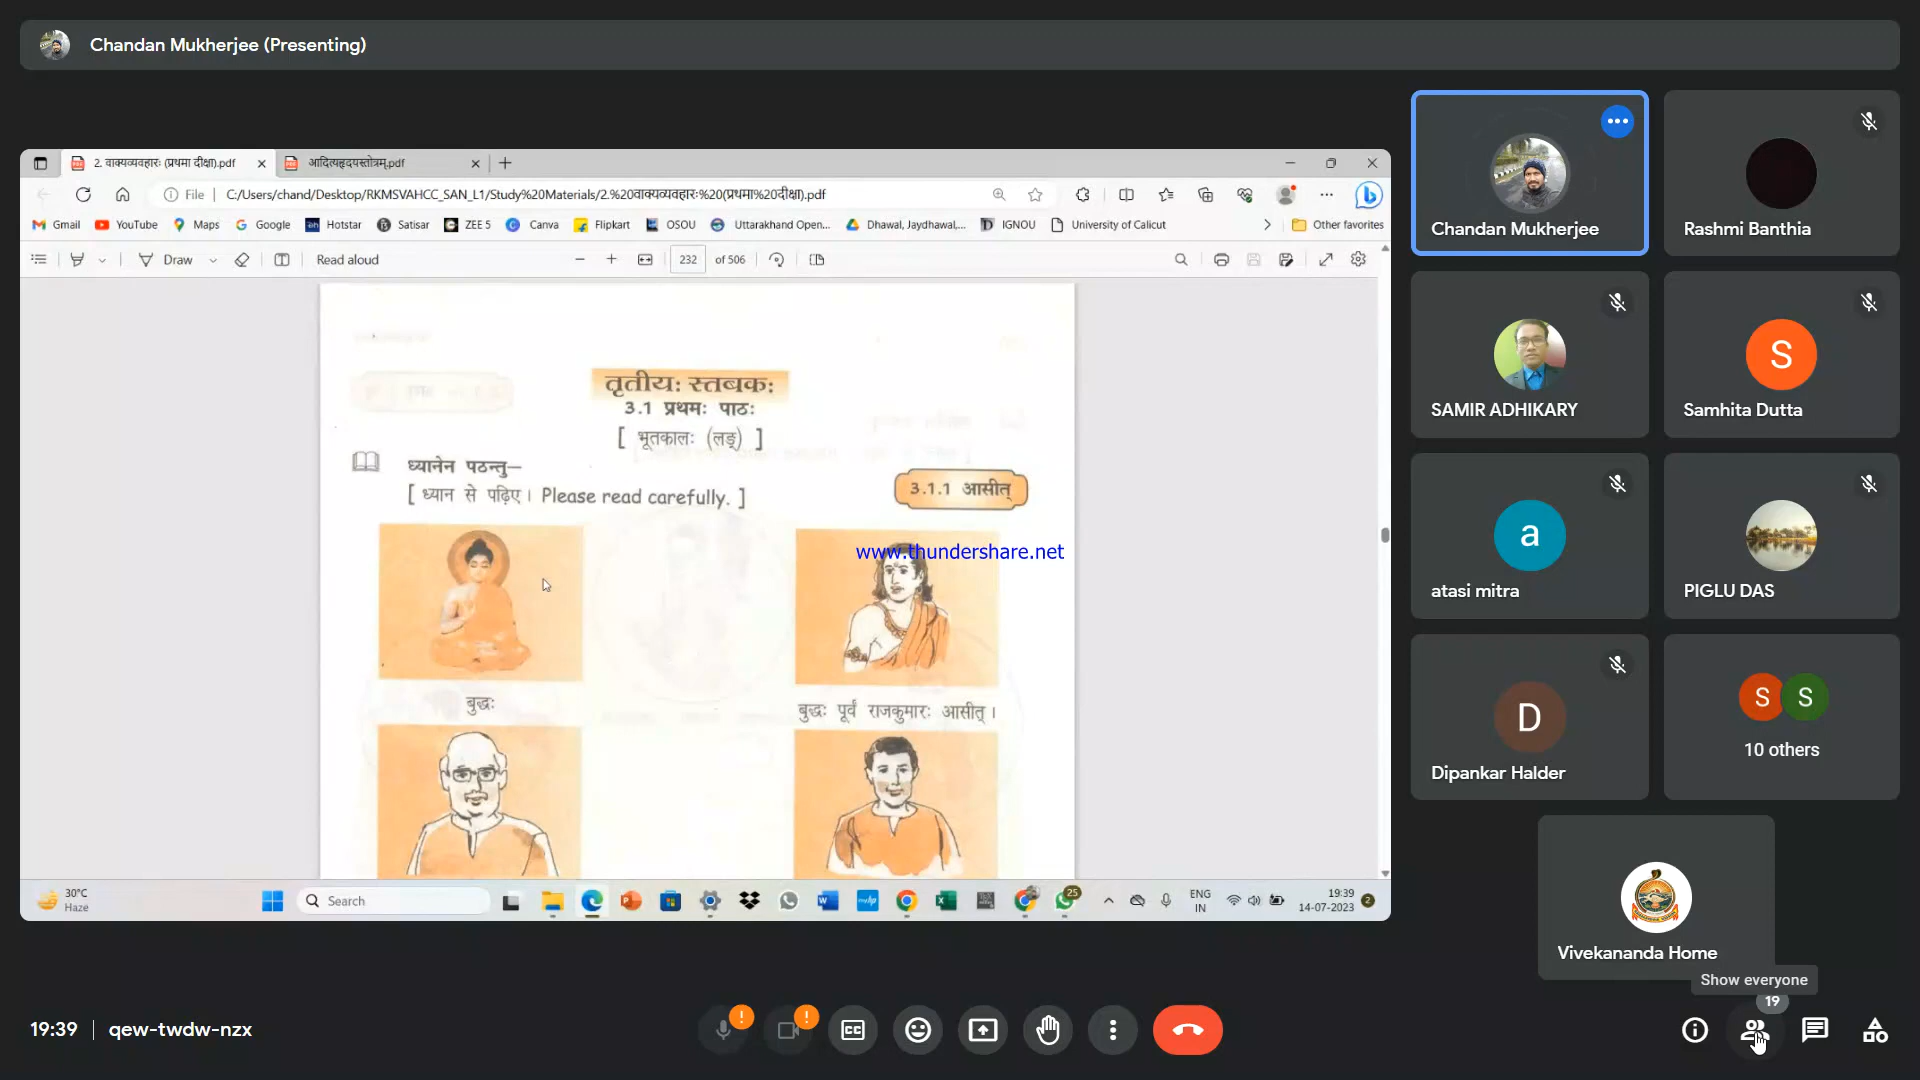 Chandan Mukherjee (Presenting)
2. वाक्यव्यवहारः (प्रथमा दीक्षा).pdf
आदित्यहृदयस्तोत्रम्.pdf
File
C:/Users/chand/Desktop/RKMSVAHCC_SAN_L1/Study%20Materials/2.%20वाक्यव्यवहारः%20(प्रथमा%20दीक्षा).pdf
Gmail YouTube Maps Google Hotstar Satisar ZEE 5 Canva Flipkart OSOU Uttarakhand Open... Dhawal, Jaydhawal,... IGNOU University of Calicut Other favorites
Draw Read aloud 232 of 506
तृतीयः स्तबकः
3.1 प्रथमः पाठः
[ भूतकालः (लङ्) ]
ध्यानेन पठन्तु—
[ ध्यान से पढ़िए। Please read carefully. ]
3.1.1 आसीत्
www.thundershare.net
बुद्धः
बुद्धः पूर्वं राजकुमारः आसीत्।
30°C
Haze
Search
25
ENG
IN
19:39
14-07-2023
2
Chandan Mukherjee
Rashmi Banthia
SAMIR ADHIKARY
S
Samhita Dutta
a
atasi mitra
PIGLU DAS
D
Dipankar Halder
S S
10 others
Vivekananda Home
Show everyone
19
19:39 | qew-twdw-nzx